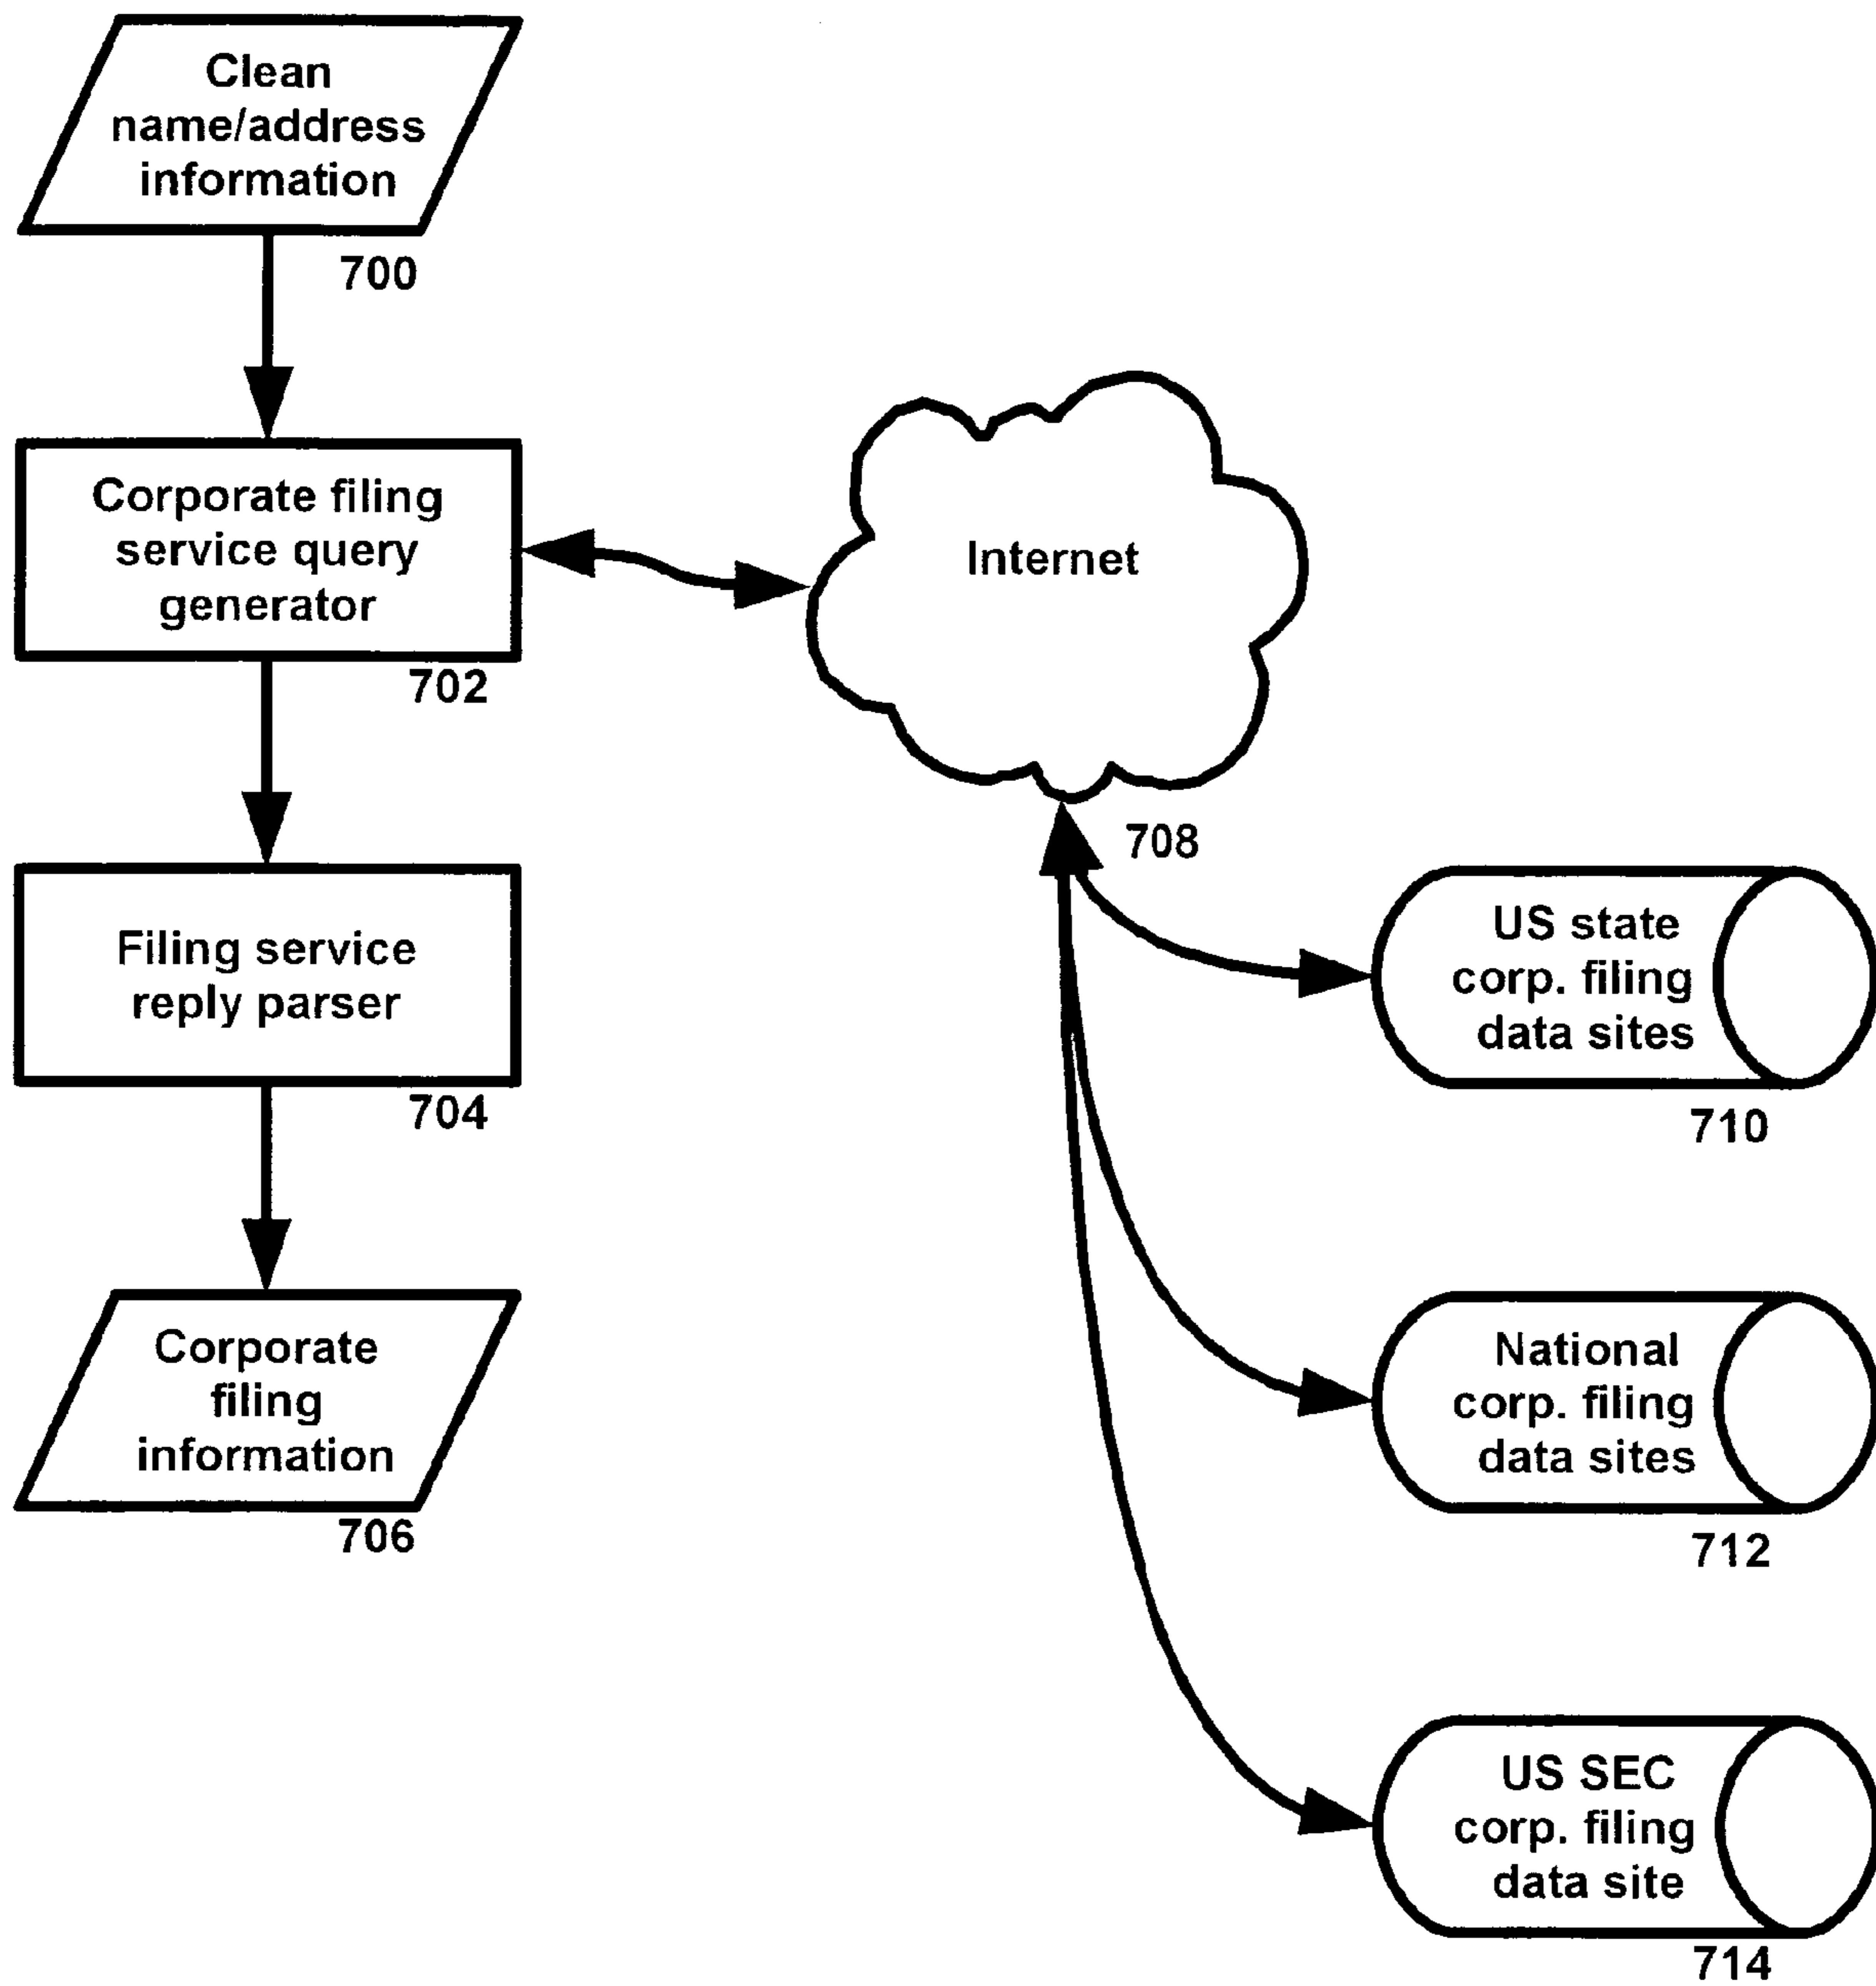 Clean
name/address
information
700
Corporate filing
service query
generator
702
Internet
708
Filing service
reply parser
704
US state
corp. filing
data sites
710
Corporate
filing
information
706
National
corp. filing
data sites
712
US SEC
corp. filing
data site
714